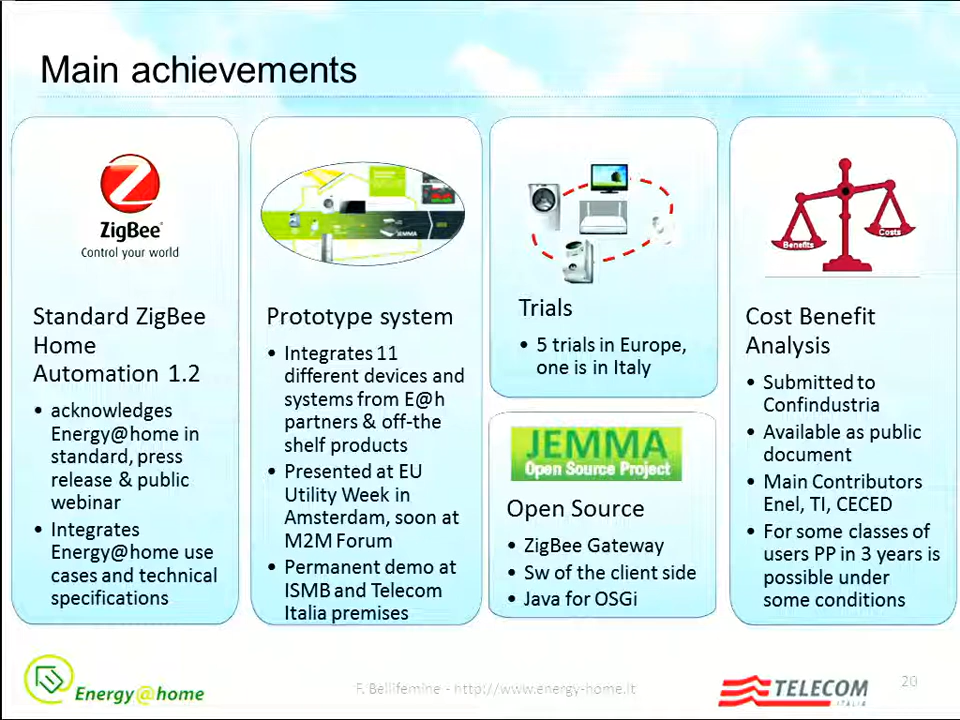 Main achievements
ZigBee®
Control your world
Standard ZigBee
Home
Automation 1.2
• acknowledges
Energy@home in
standard, press
release & public
webinar
• Integrates
Energy@home use
cases and technical
specifications
JEMMA
Prototype system
• Integrates 11
different devices and
systems from E@h
partners & off-the
shelf products
• Presented at EU
Utility Week in
Amsterdam, soon at
M2M Forum
• Permanent demo at
ISMB and Telecom
Italia premises
Trials
• 5 trials in Europe,
one is in Italy
JEMMA
Open Source Project
Open Source
• ZigBee Gateway
• Sw of the client side
• Java for OSGi
Benefits
Costs
Cost Benefit
Analysis
• Submitted to
Confindustria
• Available as public
document
• Main Contributors
Enel, TI, CECED
• For some classes of
users PP in 3 years is
possible under
some conditions
Energy@home
F. Bellifemine - http://www.energy-home.it
TELECOM
ITALIA
20